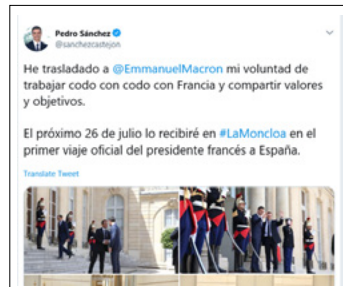 Pedro Sánchez
@sanchezcastejon
He trasladado a @EmmanuelMacron mi voluntad de
trabajar codo con codo con Francia y compartir valores
y objetivos.
El próximo 26 de julio lo recibiré en #LaMoncloa en el
primer viaje oficial del presidente francés a España.
Translate Tweet